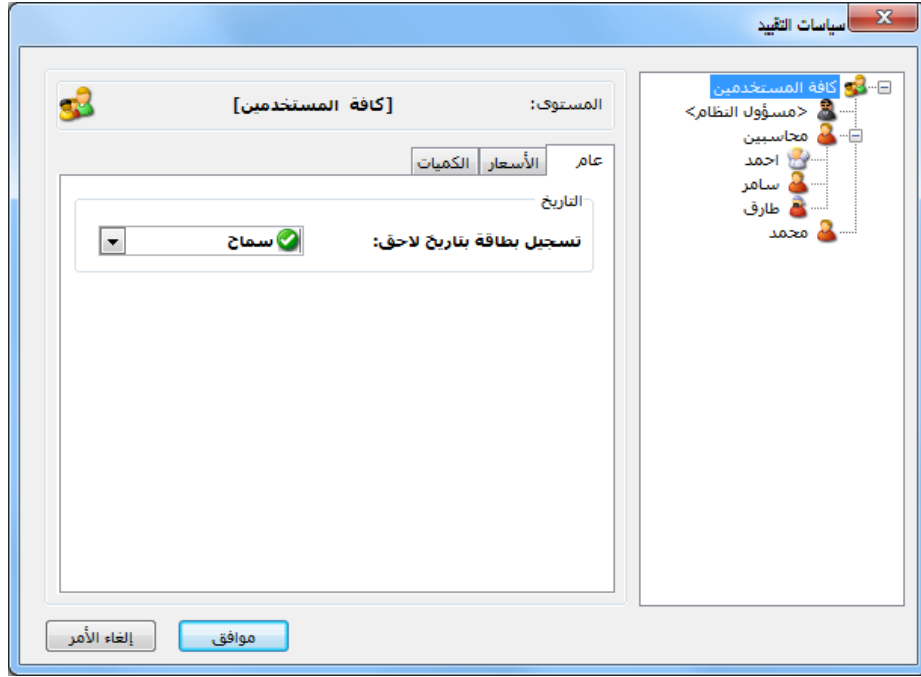 سياسات التقييد
كافة المستخدمين
<مسؤول النظام>
محاسبين
احمد
سامر
طارق
محمد
المستوى: [كافة المستخدمين]
عام الأسعار الكميات
التاريخ
تسجيل بطاقة بتاريخ لاحق: سماح
موافق إلغاء الأمر